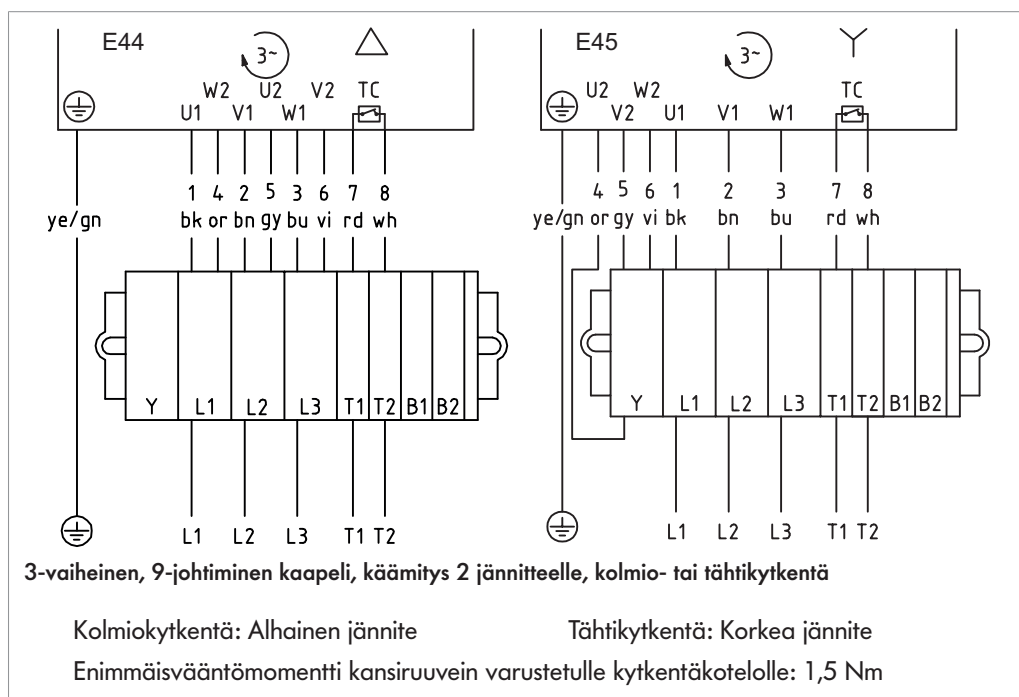 E44 3~ △ E45 3~ Y
W2 U2 V2 TC U2 W2 TC
U1 V1 W1 V2 U1 V1 W1
1 4 2 5 3 6 7 8 4 5 6 1 2 3 7 8
ye/gn bk or bn gy bu vi rd wh ye/gn or gy vi bk bn bu rd wh
Y L1 L2 L3 T1 T2 B1 B2 Y L1 L2 L3 T1 T2 B1 B2
L1 L2 L3 T1 T2 L1 L2 L3 T1 T2
3-vaiheinen, 9-johtiminen kaapeli, käämitys 2 jännitteelle, kolmio- tai tähtikytkentä
Kolmiokytkentä: Alhainen jännite Tähtikytkentä: Korkea jännite
Enimmäisvääntömomentti kansiruuvein varustetulle kytkentäkotelolle: 1,5 Nm